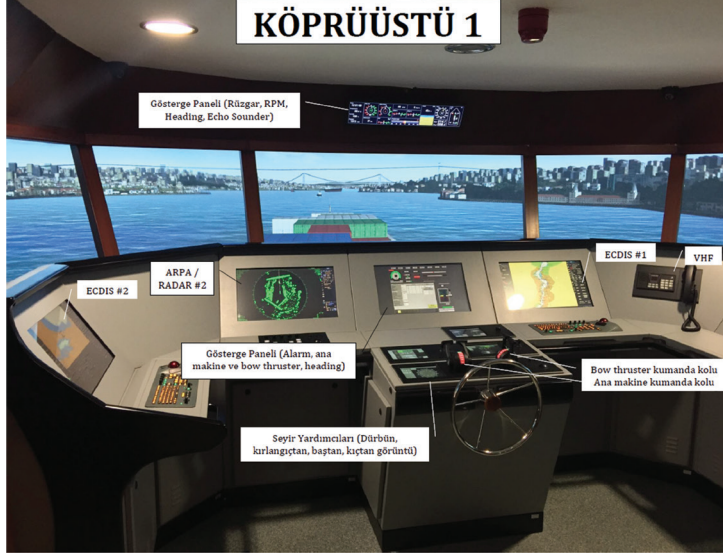 KÖPRÜÜSTÜ 1
Gösterge Paneli (Rüzgar, RPM,
Heading, Echo Sounder)
ECDIS #1
VHF
ARPA /
RADAR #2
ECDIS #2
Gösterge Paneli (Alarm, ana
makine ve bow thruster, heading)
Bow thruster kumanda kolu
Ana makine kumanda kolu
Seyir Yardımcıları (Dürbün,
kırlangıçtan, baştan, kıçtan görüntü)